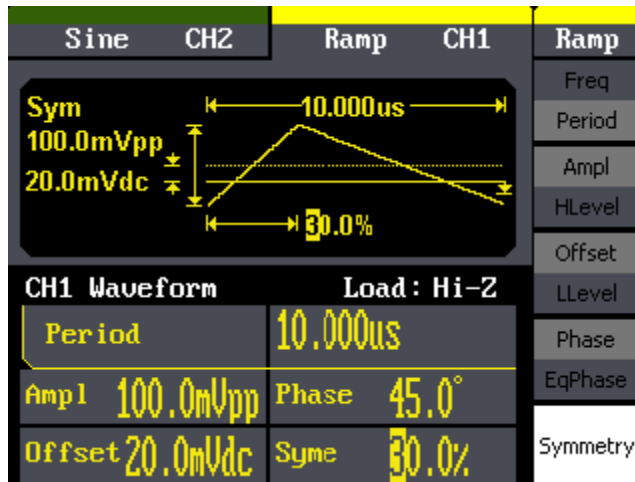 Sine CH2 Ramp CH1 Ramp
Sym
10.000us
100.0mVpp
20.0mVdc
30.0%
CH1 Waveform Load: Hi-Z
Period 10.000us
Ampl 100.0mVpp Phase 45.0°
Offset 20.0mVdc Syme 30.0%
Freq
Period
Ampl
HLevel
Offset
LLevel
Phase
EqPhase
Symmetry